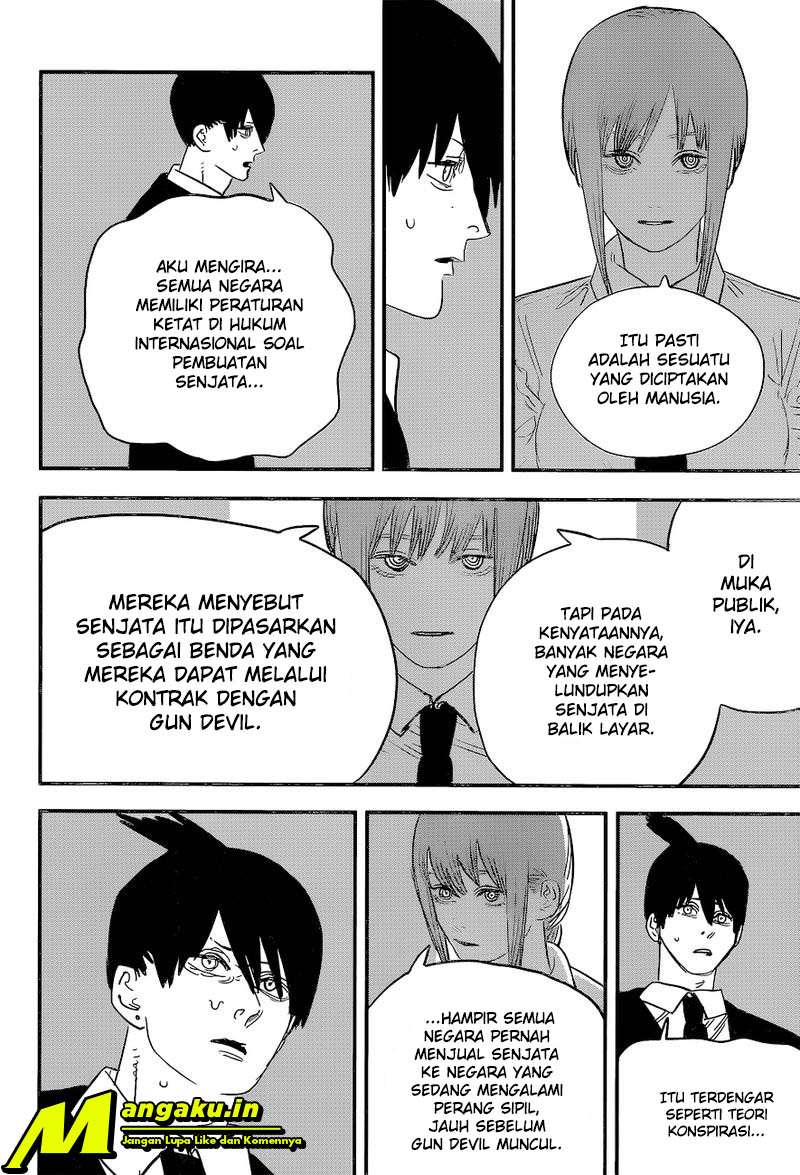 ITU PASTI
ADALAH SESUATU
YANG DICIPTAKAN
OLEH MANUSIA.
AKU MENGIRA...
SEMUA NEGARA
MEMILIKI PERATURAN
KETAT DI HUKUM
INTERNASIONAL SOAL
PEMBUATAN
SENJATA...
DI
MUKA
PUBLIK,
IYA.
TAPI PADA
KENYATAANNYA,
BANYAK NEGARA
YANG MENYE-
LUNDUPKAN
SENJATA DI
BALIK LAYAR.
MEREKA MENYEBUT
SENJATA ITU DIPASARKAN
SEBAGAI BENDA YANG
MEREKA DAPAT MELALUI
KONTRAK DENGAN
GUN DEVIL.
ITU TERDENGAR
SEPERTI TEORI
KONSPIRASI...
...HAMPIR SEMUA
NEGARA PERNAH
MENJUAL SENJATA
KE NEGARA YANG
SEDANG MENGALAMI
PERANG SIPIL,
JAUH SEBELUM
GUN DEVIL MUNCUL.
Mangaku.in
Jangan Lupa Like dan Komennya